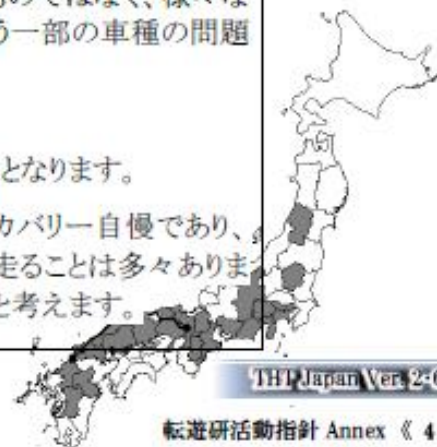 ものではなく、様々な
う一部の車種の問題
となります。
カバリー自慢であり、
走ることは多々ありま
と考えます。
THT Japan Ver. 2-
転遊研活動指針 Annex 《 4